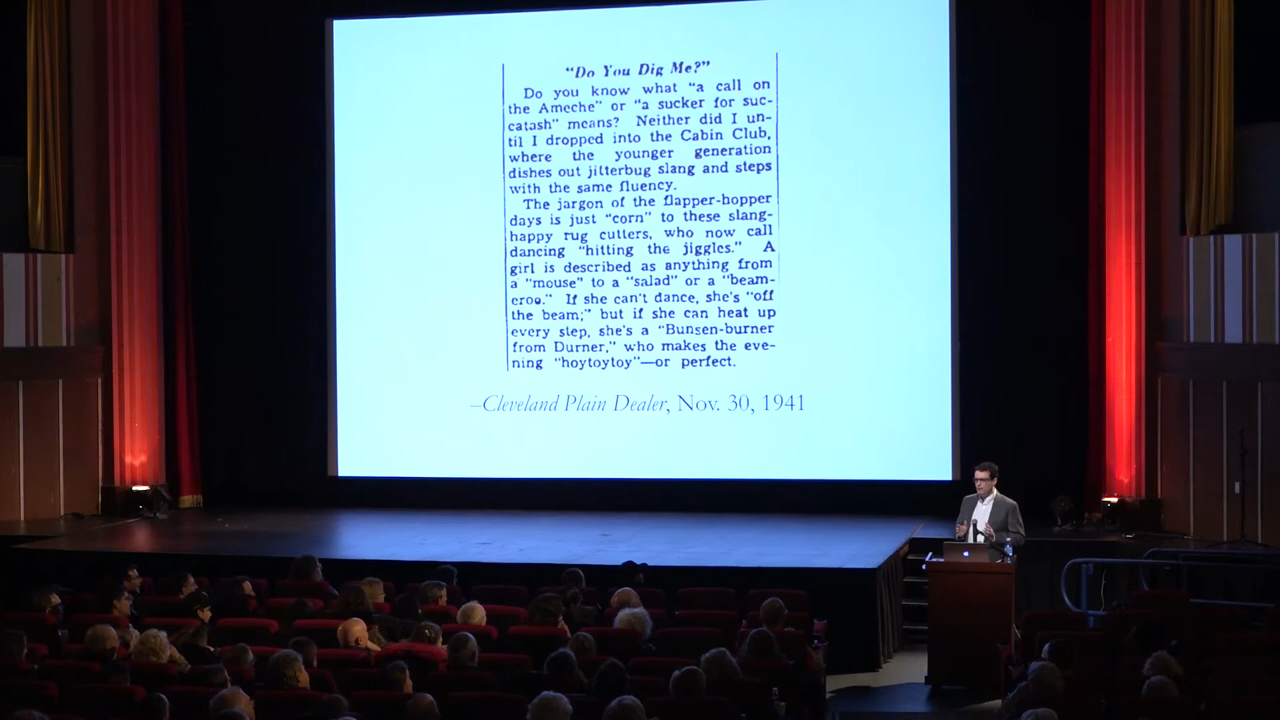 "Do You Dig Me?"
Do you know what "a call on
the Ameche" or "a sucker for suc-
catash" means? Neither did I un-
til I dropped into the Cabin Club,
where the younger generation
dishes out jitterbug slang and steps
with the same fluency.
The jargon of the flapper-hopper
days is just "corn" to these slang-
happy rug cutters, who now call
dancing "hitting the jiggles." A
girl is described as anything from
a "mouse" to a "salad" or a "beam-
croo." If she can't dance, she's "off
the beam;" but if she can heat up
every step, she's a "Bunsen-burner
from Durner," who makes the eve-
ning "hoytoytoy"—or perfect.
–Cleveland Plain Dealer, Nov. 30, 1941